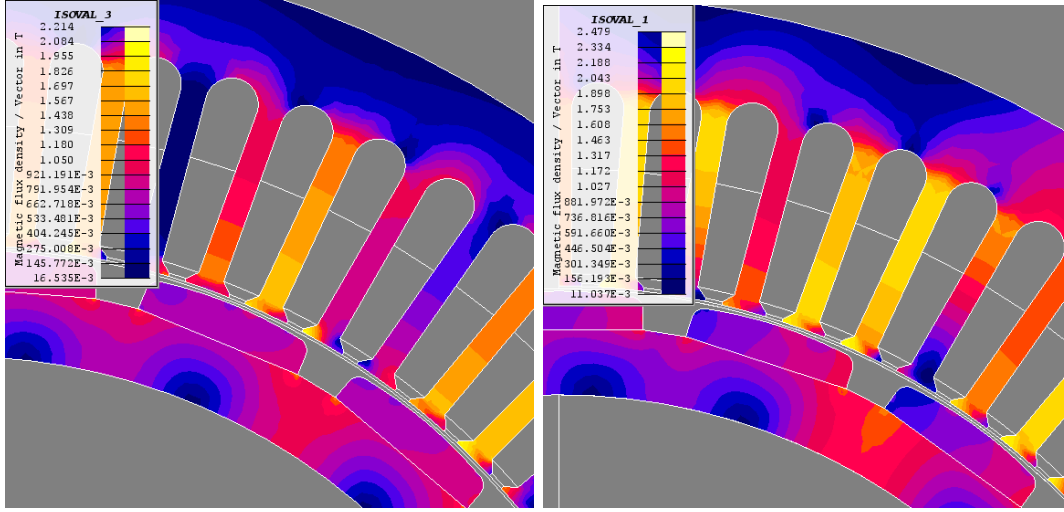 ISOVAL_3
Magnetic flux density / Vector in T
2.214
2.084
1.955
1.826
1.697
1.567
1.438
1.309
1.180
1.050
921.191E-3
791.954E-3
662.718E-3
533.481E-3
404.245E-3
275.008E-3
145.772E-3
16.535E-3
ISOVAL_1
Magnetic flux density / Vector in T
2.479
2.334
2.188
2.043
1.898
1.753
1.608
1.463
1.317
1.172
1.027
881.972E-3
736.816E-3
591.660E-3
446.504E-3
301.349E-3
156.193E-3
11.037E-3